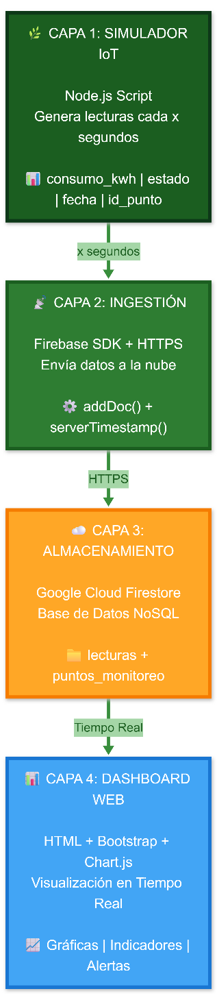 🌿 CAPA 1: SIMULADOR
IoT
Node.js Script
Genera lecturas cada x
segundos
📊 consumo_kwh | estado
| fecha | id_punto
x segundos
📡 CAPA 2: INGESTIÓN
Firebase SDK + HTTPS
Envía datos a la nube
⚙️ addDoc() +
serverTimestamp()
HTTPS
☁️ CAPA 3:
ALMACENAMIENTO
Google Cloud Firestore
Base de Datos NoSQL
📁 lecturas +
puntos_monitoreo
Tiempo Real
📊 CAPA 4: DASHBOARD
WEB
HTML + Bootstrap +
Chart.js
Visualización en Tiempo
Real
📈 Gráficas | Indicadores |
Alertas